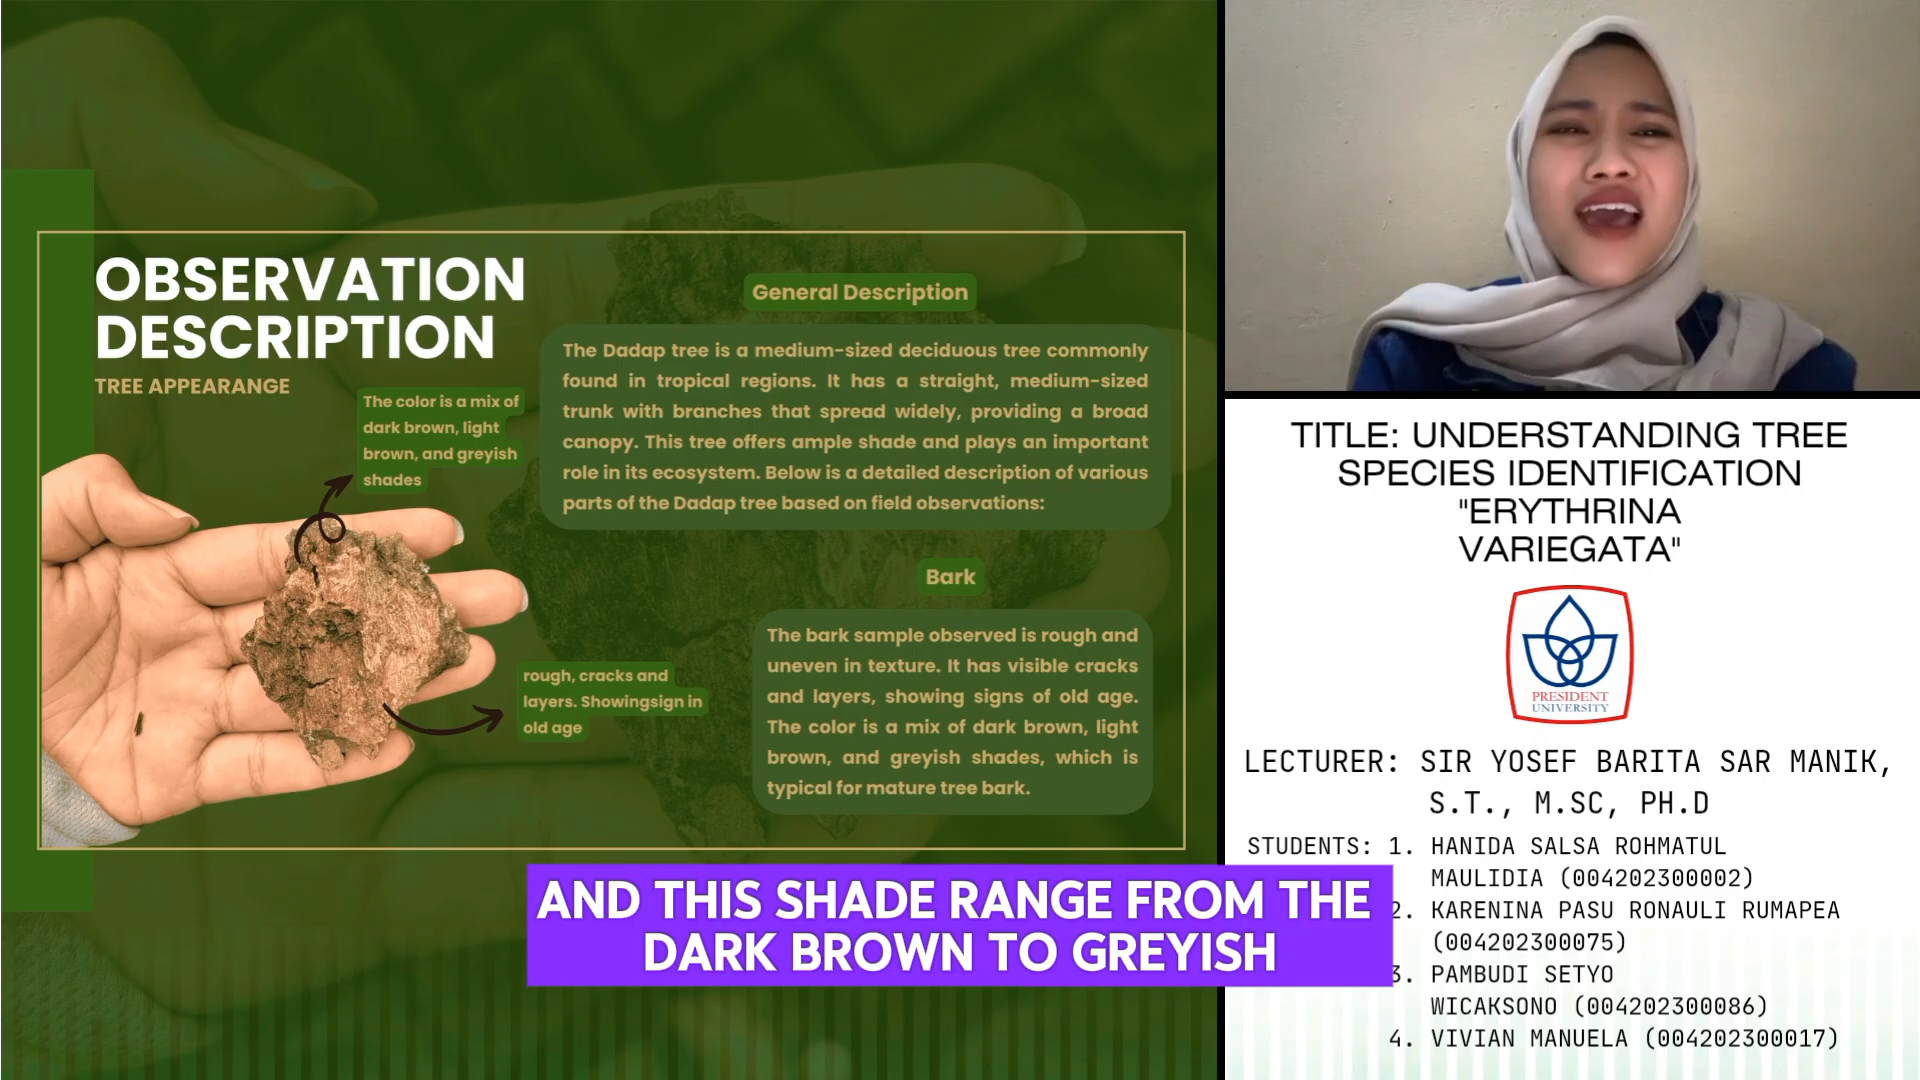 OBSERVATION
DESCRIPTION
TREE APPEARANGE
The color is a mix of
dark brown, light
brown, and greyish
shades
rough, cracks and
layers. Showingsign in
old age
General Description
The Dadap tree is a medium-sized deciduous tree commonly
found in tropical regions. It has a straight, medium-sized
trunk with branches that spread widely, providing a broad
canopy. This tree offers ample shade and plays an important
role in its ecosystem. Below is a detailed description of various
parts of the Dadap tree based on field observations:
Bark
The bark sample observed is rough and
uneven in texture. It has visible cracks
and layers, showing signs of old age.
The color is a mix of dark brown, light
brown, and greyish shades, which is
typical for mature tree bark.
AND THIS SHADE RANGE FROM THE
DARK BROWN TO GREYISH
TITLE: UNDERSTANDING TREE
SPECIES IDENTIFICATION
"ERYTHRINA
VARIEGATA"
PRESIDENT
UNIVERSITY
LECTURER: SIR YOSEF BARITA SAR MANIK,
S.T., M.SC, PH.D
STUDENTS: 1. HANIDA SALSA ROHMATUL
MAULIDIA (004202300002)
2. KARENINA PASU RONAULI RUMAPEA
(004202300075)
3. PAMBUDI SETYO
WICAKSONO (004202300086)
4. VIVIAN MANUELA (004202300017)